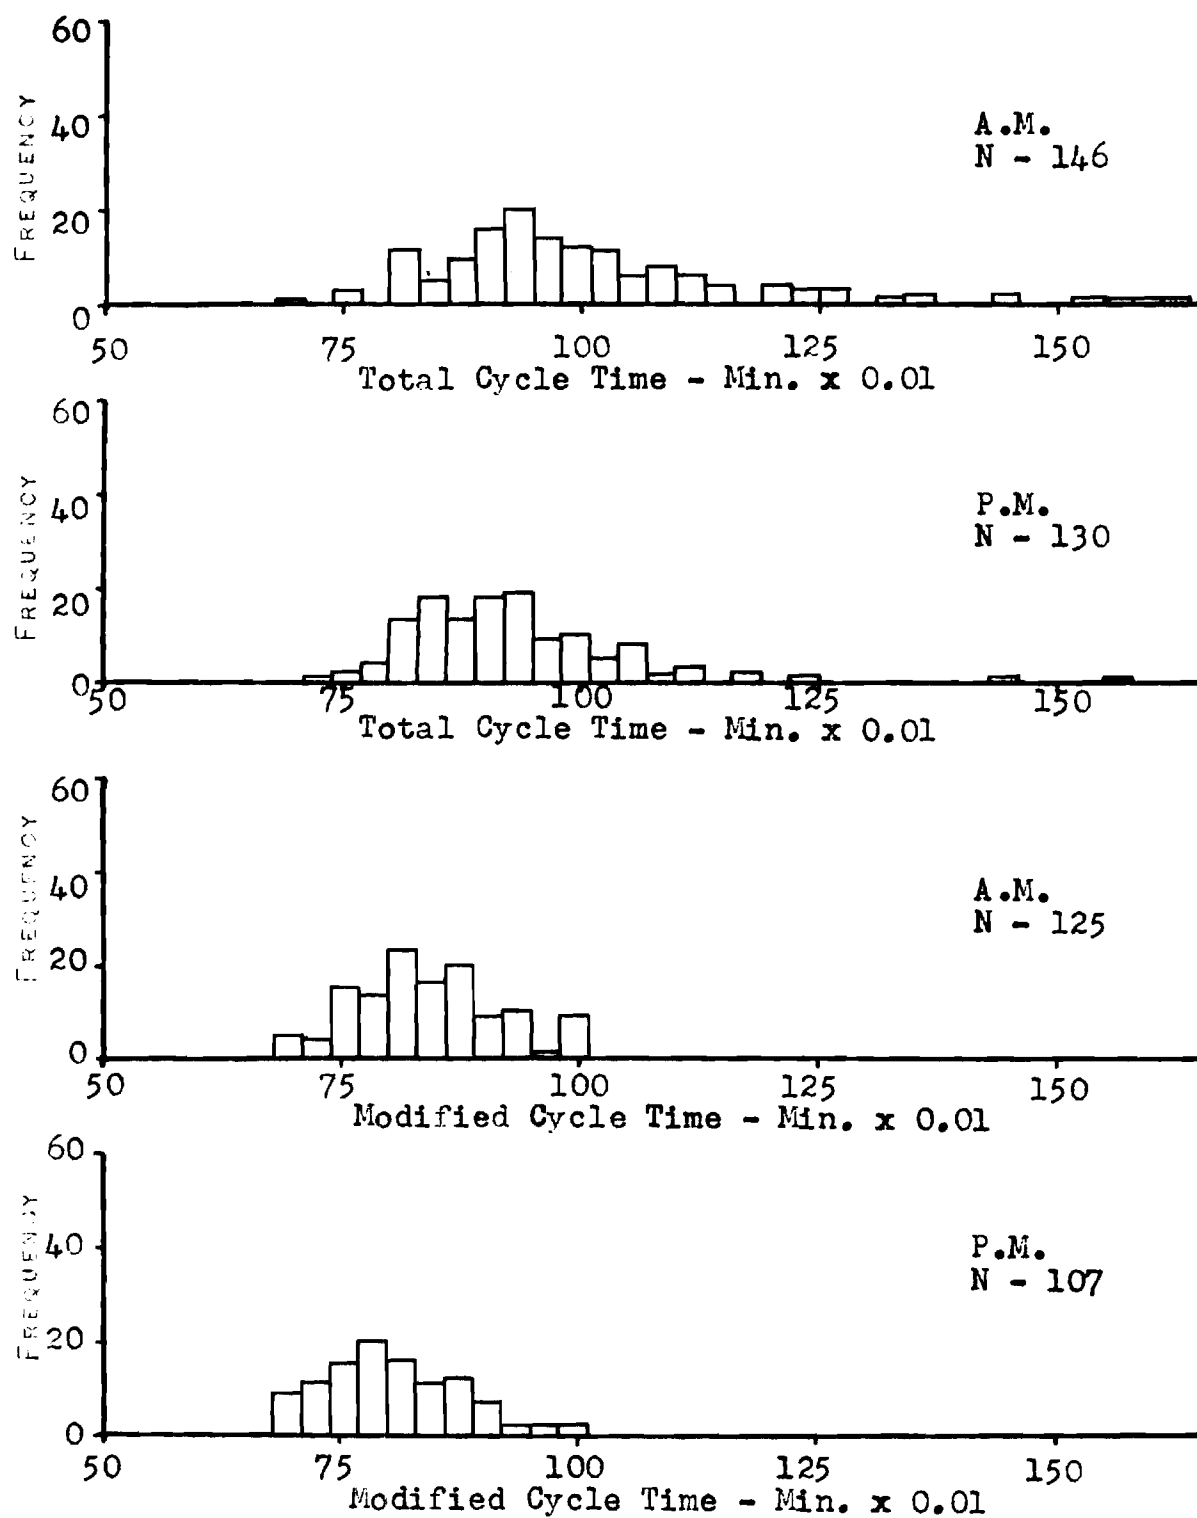 60
40
20
0
FREQUENCY
A.M.
N - 146
50 75 100 125 150
Total Cycle Time - Min. x 0.01
60
40
20
0
FREQUENCY
P.M.
N - 130
50 75 100 125 150
Total Cycle Time - Min. x 0.01
60
40
20
0
FREQUENCY
A.M.
N - 125
50 75 100 125 150
Modified Cycle Time - Min. x 0.01
60
40
20
0
FREQUENCY
P.M.
N - 107
50 75 100 125 150
Modified Cycle Time - Min. x 0.01